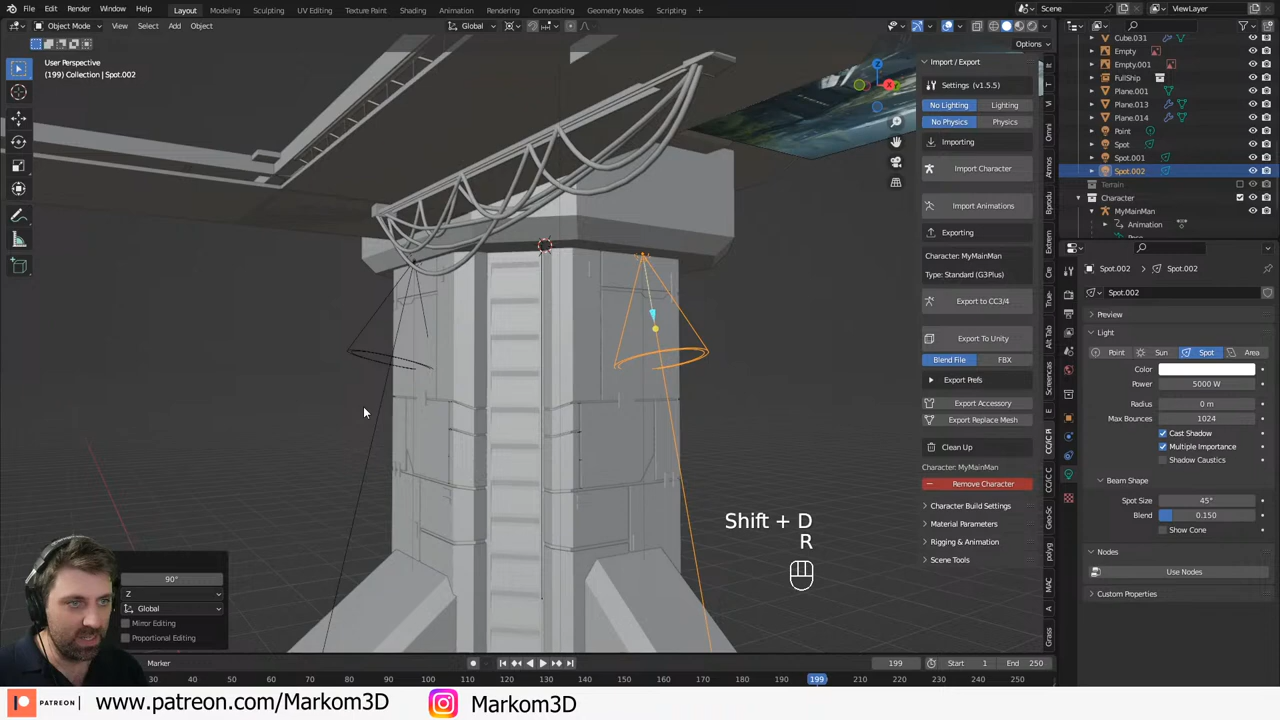 File Edit Render Window Help Layout Modeling Sculpting UV Editing Texture Paint Shading Animation Rendering Compositing Geometry Nodes Scripting Scene ViewLayer
Object Mode View Select Add Object Global
Options
User Perspective
(199) Collection | Spot.002
Import / Export
Settings (v1.5.5)
No Lighting Lighting
No Physics Physics
Importing
Import Character
Import Animations
Exporting
Character: MyMainMan
Type: Standard (G3Plus)
Export to CC3/4
Export To Unity
Blend File FBX
Export Prefs
Export Accessory
Export Replace Mesh
Clean Up
Character: MyMainMan
Remove Character
Character Build Settings
Material Parameters
Rigging & Animation
Scene Tools
Cube.031
Empty
Empty.001
FullShip
Plane.001
Plane.013
Plane.014
Point
Spot
Spot.001
Spot.002
Terrain
Character
MyMainMan
Animation
Spot.002 Spot.002
Spot.002
Preview
Light
Point Sun Spot Area
Color
Power 5000 W
Radius 0 m
Max Bounces 1024
Cast Shadow
Multiple Importance
Shadow Caustics
Beam Shape
Spot Size 45°
Blend 0.150
Show Cone
Nodes
Use Nodes
Custom Properties
Shift + D
R
90°
Z
Global
Mirror Editing
Proportional Editing
Marker 199 Start 1 End 250
40 50 60 70 80 90 100 110 120 130 140 150 160 170 180 199 210 220 230 240 250
PATREON www.patreon.com/Markom3D Markom3D